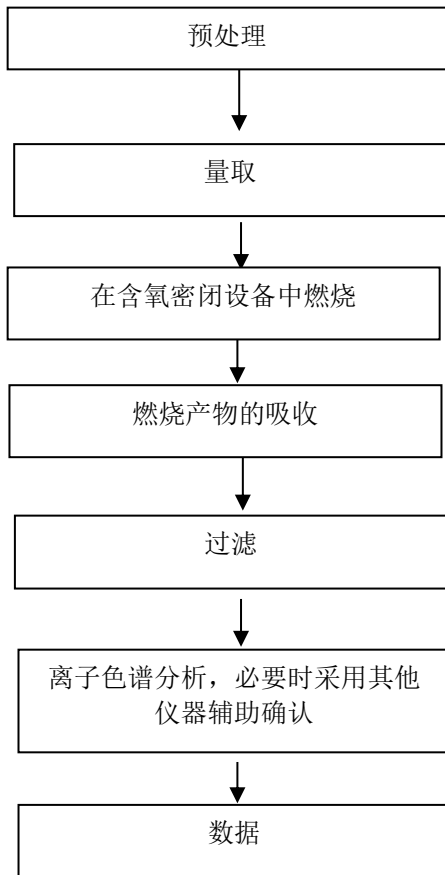 预处理
量取
在含氧密闭设备中燃烧
燃烧产物的吸收
过滤
离子色谱分析，必要时采用其他
仪器辅助确认
数据